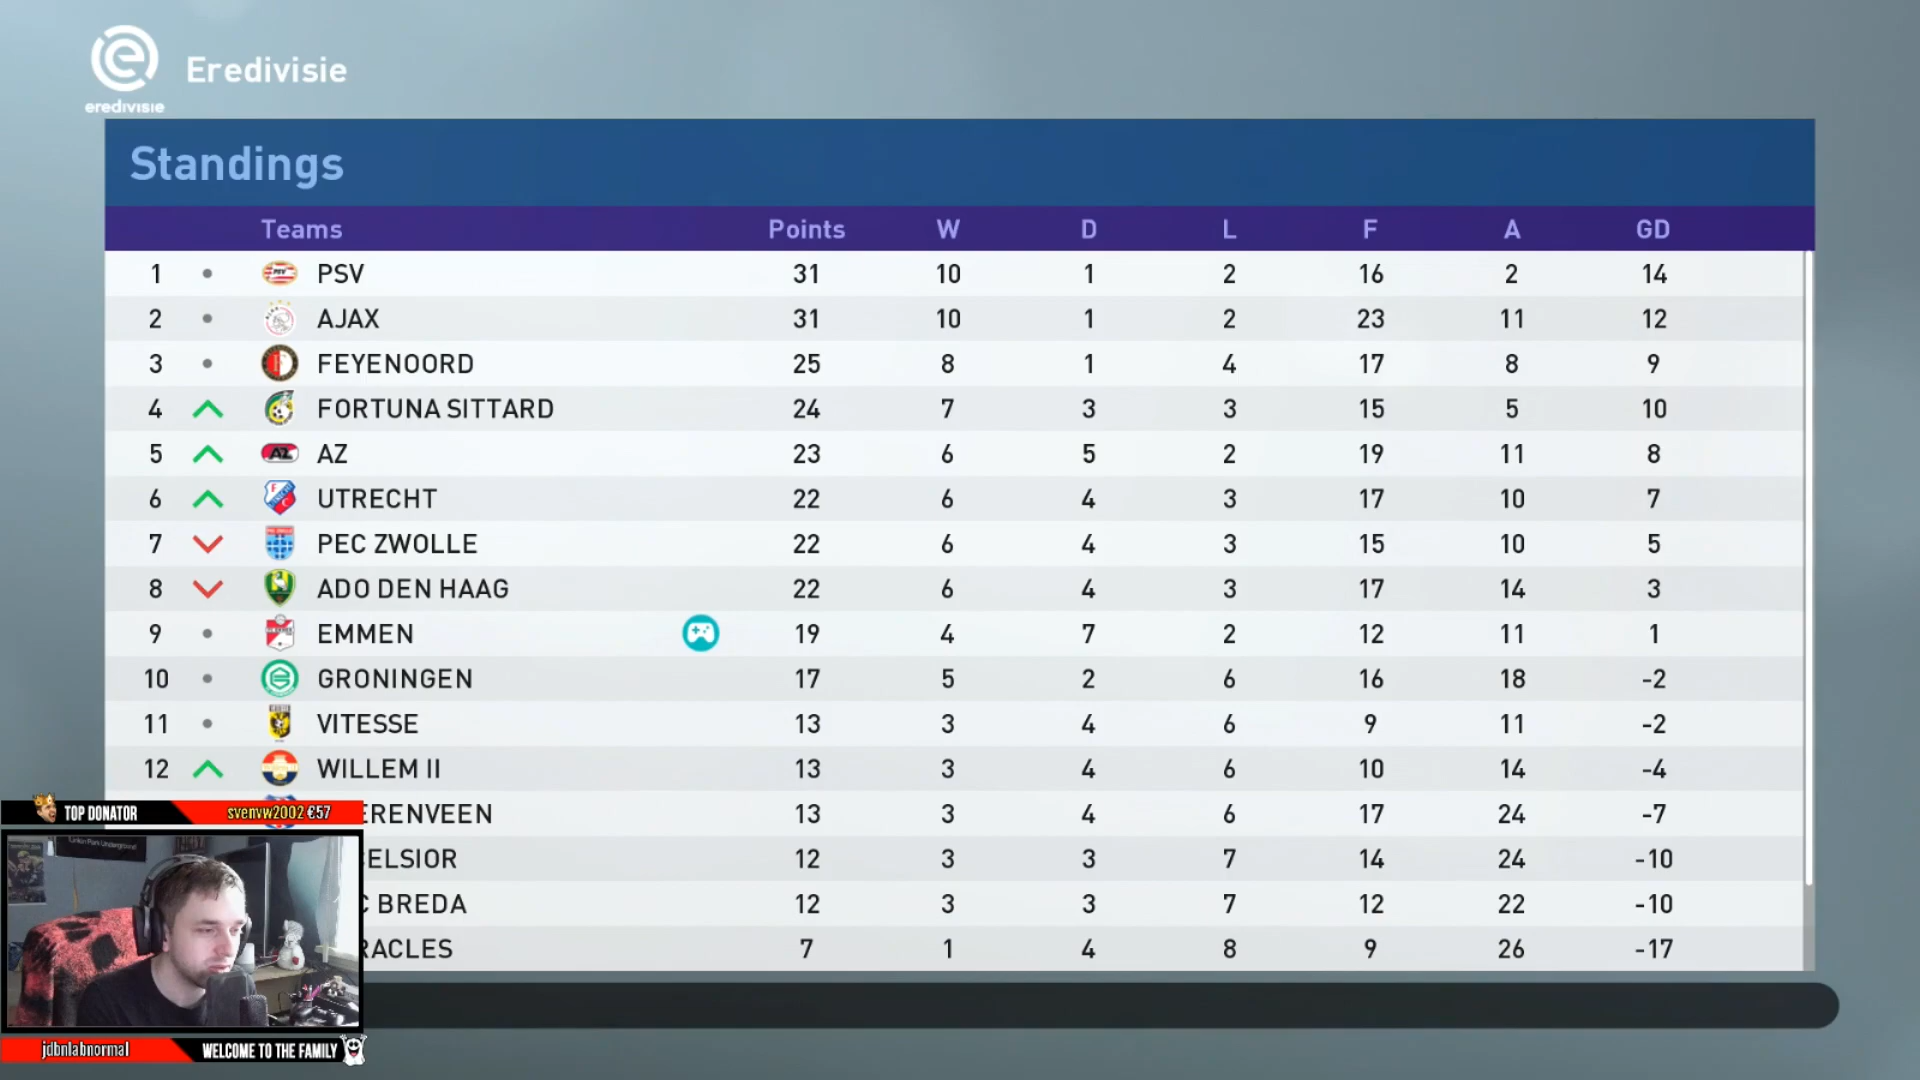 Eredivisie
eredivisie
Standings
Teams Points W D L F A GD
1 PSV 31 10 1 2 16 2 14
2 AJAX 31 10 1 2 23 11 12
3 FEYENOORD 25 8 1 4 17 8 9
4 FORTUNA SITTARD 24 7 3 3 15 5 10
5 AZ 23 6 5 2 19 11 8
6 UTRECHT 22 6 4 3 17 10 7
7 PEC ZWOLLE 22 6 4 3 15 10 5
8 ADO DEN HAAG 22 6 4 3 17 14 3
9 EMMEN 19 4 7 2 12 11 1
10 GRONINGEN 17 5 2 6 16 18 -2
11 VITESSE 13 3 4 6 9 11 -2
12 WILLEM II 13 3 4 6 10 14 -4
ERENVEEN 13 3 4 6 17 24 -7
ELSIOR 12 3 3 7 14 24 -10
C BREDA 12 3 3 7 12 22 -10
RACLES 7 1 4 8 9 26 -17
TOP DONATOR svenvw2002 €57
Linkin Park Underground
jdbnlabnormal WELCOME TO THE FAMILY